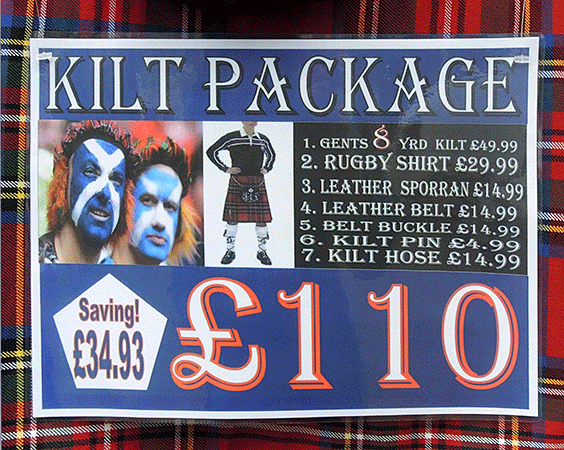 KILT PACKAGE
1. GENTS 8 YRD KILT £49.99
2. RUGBY SHIRT £29.99
3. LEATHER SPORRAN £14.99
4. LEATHER BELT £14.99
5. BELT BUCKLE £14.99
6. KILT PIN £4.99
7. KILT HOSE £14.99
Saving!
£34.93
£110